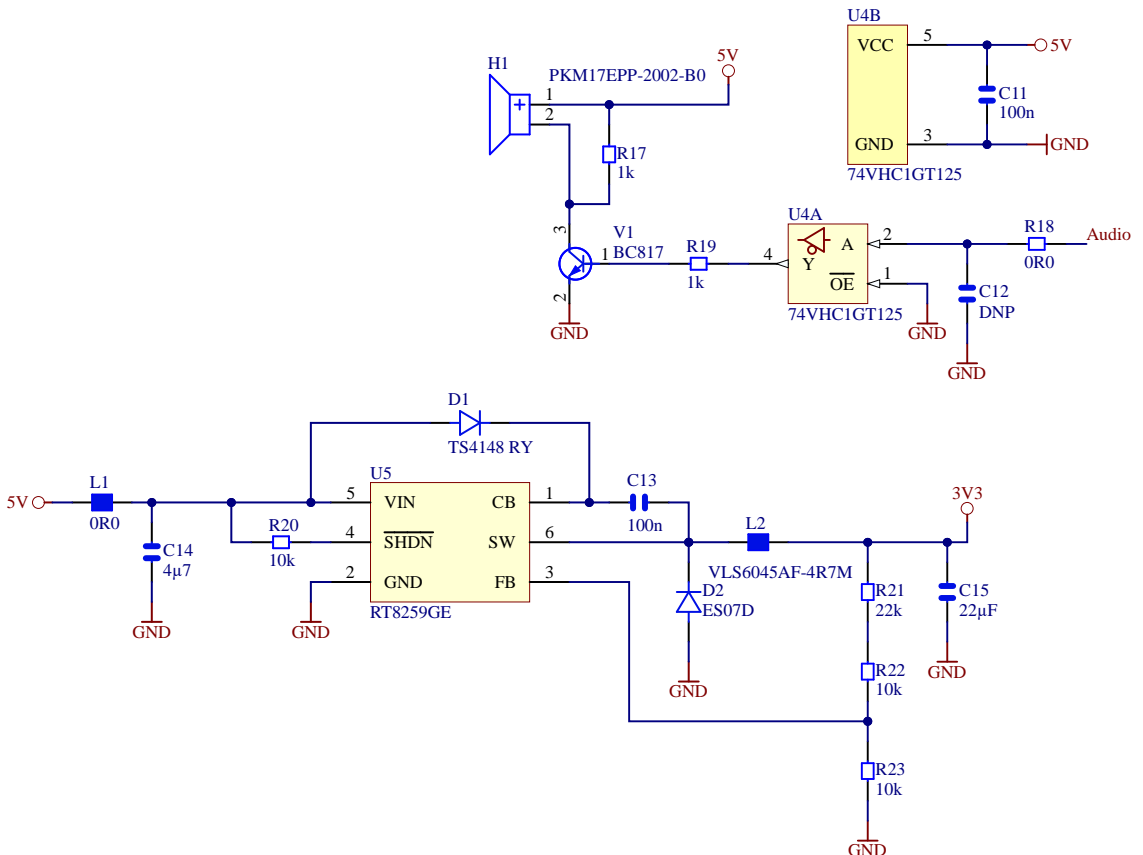 U4B
VCC
5
5V
C11
100n
GND
3
GND
74VHC1GT125
H1
PKM17EPP-2002-B0
5V
1
2
R17
1k
3
V1
BC817
1
2
GND
R19
1k
U4A
4
Y
A
2
OE
1
74VHC1GT125
GND
R18
0R0
Audio
C12
DNP
GND
D1
TS4148 RY
5V
L1
0R0
C14
4µ7
GND
R20
10k
U5
5
VIN
CB
1
4
SHDN
SW
6
2
GND
FB
3
RT8259GE
GND
C13
100n
L2
VLS6045AF-4R7M
3V3
D2
ES07D
GND
R21
22k
C15
22µF
GND
R22
10k
R23
10k
GND